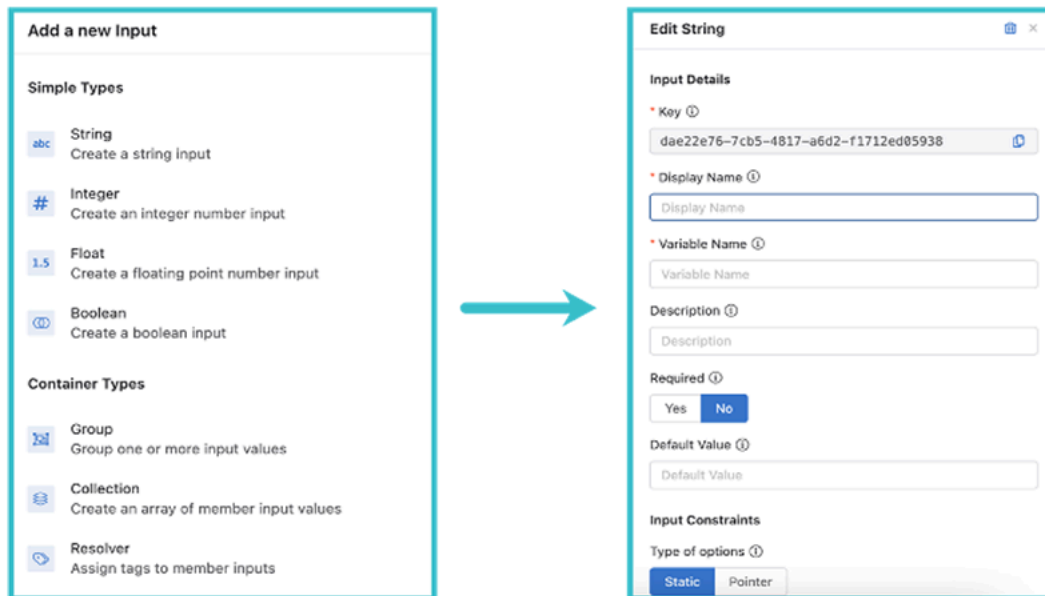 Add a new Input
Simple Types
abc
String
Create a string input
#
Integer
Create an integer number input
1.5
Float
Create a floating point number input
Boolean
Create a boolean input
Container Types
Group
Group one or more input values
Collection
Create an array of member input values
Resolver
Assign tags to member inputs
Edit String
Input Details
* Key
dae22e76-7cb5-4817-a6d2-f1712ed05938
* Display Name
Display Name
* Variable Name
Variable Name
Description
Description
Required
Yes No
Default Value
Default Value
Input Constraints
Type of options
Static Pointer